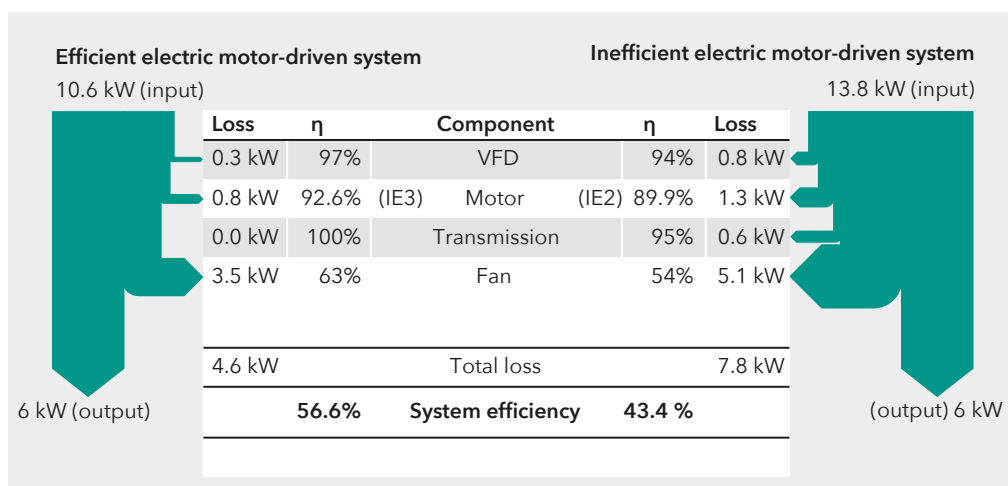 Efficient electric motor-driven system
Inefficient electric motor-driven system
10.6 kW (input)
13.8 kW (input)
Loss η Component η Loss
0.3 kW 97% VFD 94% 0.8 kW
0.8 kW 92.6% (IE3) Motor (IE2) 89.9% 1.3 kW
0.0 kW 100% Transmission 95% 0.6 kW
3.5 kW 63% Fan 54% 5.1 kW
4.6 kW Total loss 7.8 kW
6 kW (output)
56.6% System efficiency 43.4 %
(output) 6 kW